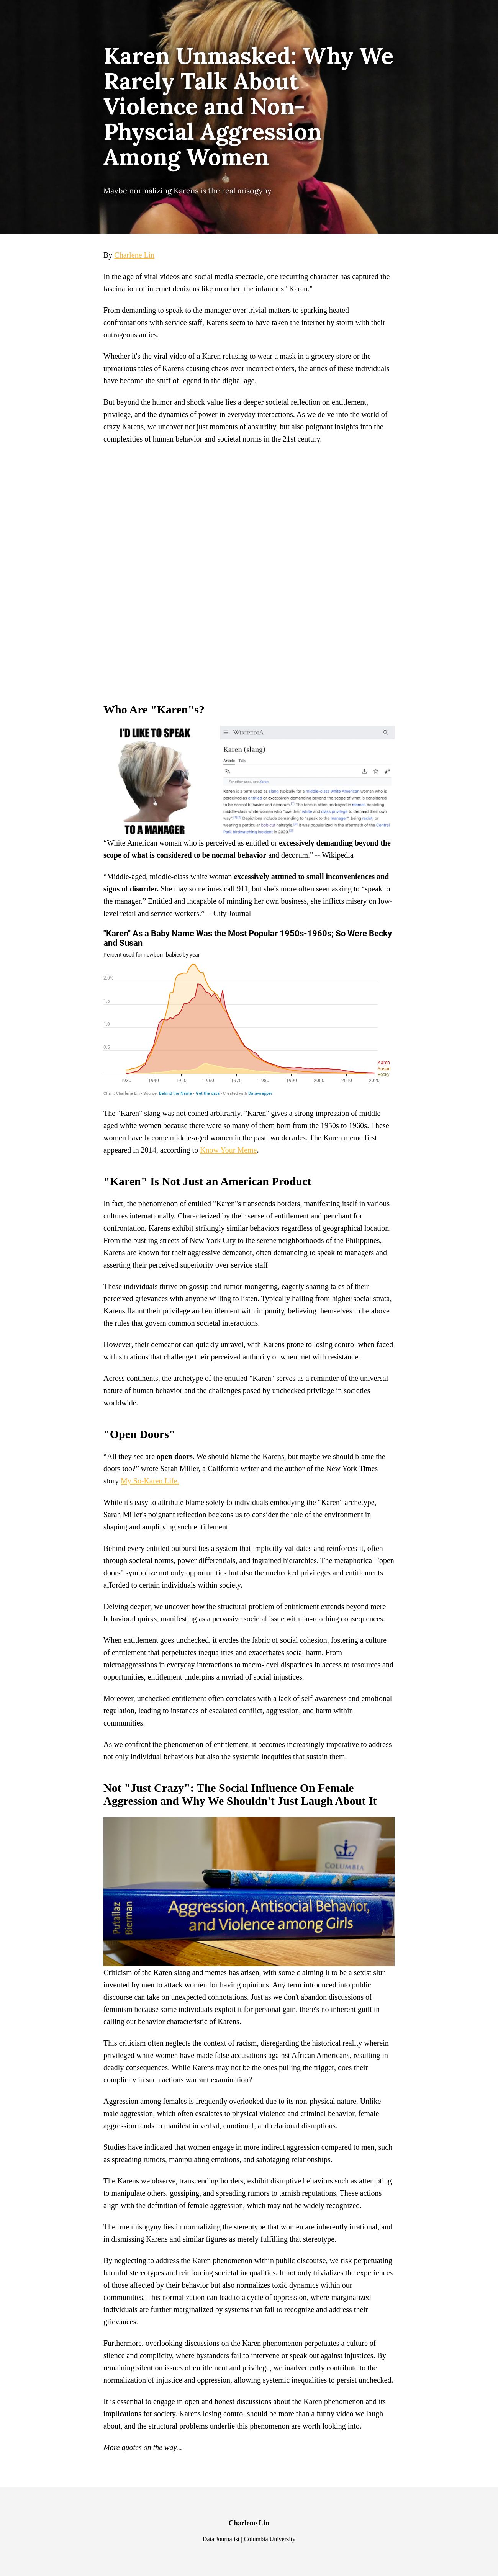 Karen Unmasked: Why We
Rarely Talk About
Violence and Non-
Physcial Aggression
Among Women
Maybe normalizing Karens is the real misogyny.
By Charlene Lin
In the age of viral videos and social media spectacle, one recurring character has captured the
fascination of internet denizens like no other: the infamous "Karen."
From demanding to speak to the manager over trivial matters to sparking heated
confrontations with service staff, Karens seem to have taken the internet by storm with their
outrageous antics.
Whether it's the viral video of a Karen refusing to wear a mask in a grocery store or the
uproarious tales of Karens causing chaos over incorrect orders, the antics of these individuals
have become the stuff of legend in the digital age.
But beyond the humor and shock value lies a deeper societal reflection on entitlement,
privilege, and the dynamics of power in everyday interactions. As we delve into the world of
crazy Karens, we uncover not just moments of absurdity, but also poignant insights into the
complexities of human behavior and societal norms in the 21st century.
Who Are "Karen"s?
I'D LIKE TO SPEAK
TO A MANAGER
WIKIPEDIA
Karen (slang)
Article Talk
For other uses, see Karen.
Karen is a term used as slang typically for a middle-class white American woman who is
perceived as entitled or excessively demanding beyond the scope of what is considered to
be normal behavior and decorum.
“White American woman who is perceived as entitled or excessively demanding beyond the
scope of what is considered to be normal behavior and decorum." -- Wikipedia
“Middle-aged, middle-class white woman excessively attuned to small inconveniences and
signs of disorder. She may sometimes call 911, but she’s more often seen asking to “speak to
the manager.” Entitled and incapable of minding her own business, she inflicts misery on low-
level retail and service workers.” -- City Journal
"Karen" As a Baby Name Was the Most Popular 1950s-1960s; So Were Becky
and Susan
Percent used for newborn babies by year
2.0%
1.5
1.0
0.5
Karen
Susan
Becky
1930 1940 1950 1960 1970 1980 1990 2000 2010 2020
Chart: Charlene Lin · Source: Behind the Name · Get the data · Created with Datawrapper
The "Karen" slang was not coined arbitrarily. "Karen" gives a strong impression of middle-
aged white women because there were so many of them born from the 1950s to 1960s. These
women have become middle-aged women in the past two decades. The Karen meme first
appeared in 2014, according to Know Your Meme.
"Karen" Is Not Just an American Product
In fact, the phenomenon of entitled "Karen"s transcends borders, manifesting itself in various
cultures internationally. Characterized by their sense of entitlement and penchant for
confrontation, Karens exhibit strikingly similar behaviors regardless of geographical location.
From the bustling streets of New York City to the serene neighborhoods of the Philippines,
Karens are known for their aggressive demeanor, often demanding to speak to managers and
asserting their perceived superiority over service staff.
These individuals thrive on gossip and rumor-mongering, eagerly sharing tales of their
perceived grievances with anyone willing to listen. Typically hailing from higher social strata,
Karens flaunt their privilege and entitlement with impunity, believing themselves to be above
the rules that govern common societal interactions.
However, their demeanor can quickly unravel, with Karens prone to losing control when faced
with situations that challenge their perceived authority or when met with resistance.
Across continents, the archetype of the entitled "Karen" serves as a reminder of the universal
nature of human behavior and the challenges posed by unchecked privilege in societies
worldwide.
"Open Doors"
“All they see are open doors. We should blame the Karens, but maybe we should blame the
doors too?” wrote Sarah Miller, a California writer and the author of the New York Times
story My So-Karen Life.
While it's easy to attribute blame solely to individuals embodying the "Karen" archetype,
Sarah Miller's poignant reflection beckons us to consider the role of the environment in
shaping and amplifying such entitlement.
Behind every entitled outburst lies a system that implicitly validates and reinforces it, often
through societal norms, power differentials, and ingrained hierarchies. The metaphorical "open
doors" symbolize not only opportunities but also the unchecked privileges and entitlements
afforded to certain individuals within society.
Delving deeper, we uncover how the structural problem of entitlement extends beyond mere
behavioral quirks, manifesting as a pervasive societal issue with far-reaching consequences.
When entitlement goes unchecked, it erodes the fabric of social cohesion, fostering a culture
of entitlement that perpetuates inequalities and exacerbates social harm. From
microaggressions in everyday interactions to macro-level disparities in access to resources and
opportunities, entitlement underpins a myriad of social injustices.
Moreover, unchecked entitlement often correlates with a lack of self-awareness and emotional
regulation, leading to instances of escalated conflict, aggression, and harm within
communities.
As we confront the phenomenon of entitlement, it becomes increasingly imperative to address
not only individual behaviors but also the systemic inequities that sustain them.
Not "Just Crazy": The Social Influence On Female
Aggression and Why We Shouldn't Just Laugh About It
COLUMBIA
Putallaz
Bierman
Aggression, Antisocial Behavior,
and Violence among Girls
Criticism of the Karen slang and memes has arisen, with some claiming it to be a sexist slur
invented by men to attack women for having opinions. Any term introduced into public
discourse can take on unexpected connotations. Just as we don't abandon discussions of
feminism because some individuals exploit it for personal gain, there's no inherent guilt in
calling out behavior characteristic of Karens.
This criticism often neglects the context of racism, disregarding the historical reality wherein
privileged white women have made false accusations against African Americans, resulting in
deadly consequences. While Karens may not be the ones pulling the trigger, does their
complicity in such actions warrant examination?
Aggression among females is frequently overlooked due to its non-physical nature. Unlike
male aggression, which often escalates to physical violence and criminal behavior, female
aggression tends to manifest in verbal, emotional, and relational disruptions.
Studies have indicated that women engage in more indirect aggression compared to men, such
as spreading rumors, manipulating emotions, and sabotaging relationships.
The Karens we observe, transcending borders, exhibit disruptive behaviors such as attempting
to manipulate others, gossiping, and spreading rumors to tarnish reputations. These actions
align with the definition of female aggression, which may not be widely recognized.
The true misogyny lies in normalizing the stereotype that women are inherently irrational, and
in dismissing Karens and similar figures as merely fulfilling that stereotype.
By neglecting to address the Karen phenomenon within public discourse, we risk perpetuating
harmful stereotypes and reinforcing societal inequalities. It not only trivializes the experiences
of those affected by their behavior but also normalizes toxic dynamics within our
communities. This normalization can lead to a cycle of oppression, where marginalized
individuals are further marginalized by systems that fail to recognize and address their
grievances.
Furthermore, overlooking discussions on the Karen phenomenon perpetuates a culture of
silence and complicity, where bystanders fail to intervene or speak out against injustices. By
remaining silent on issues of entitlement and privilege, we inadvertently contribute to the
normalization of injustice and oppression, allowing systemic inequalities to persist unchecked.
It is essential to engage in open and honest discussions about the Karen phenomenon and its
implications for society. Karens losing control should be more than a funny video we laugh
about, and the structural problems underlie this phenomenon are worth looking into.
More quotes on the way...
Charlene Lin
Data Journalist | Columbia University